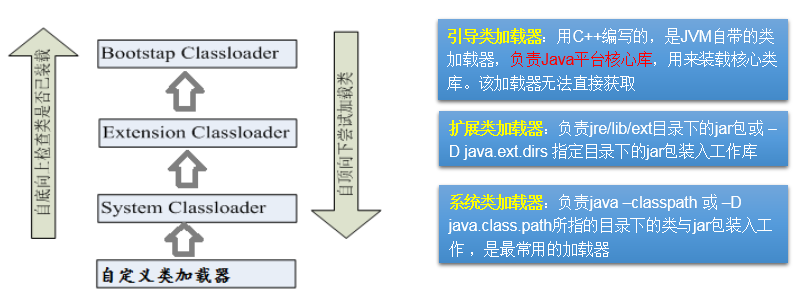 自底向上检查类是否已装载
Bootstap Classloader
Extension Classloader
System Classloader
自定义类加载器
自顶向下尝试加载类
引导类加载器：用C++编写的，是JVM自带的类
加载器，负责Java平台核心库，用来装载核心类
库。该加载器无法直接获取
扩展类加载器：负责jre/lib/ext目录下的jar包或 –
D java.ext.dirs 指定目录下的jar包装入工作库
系统类加载器：负责java –classpath 或 –D
java.class.path所指的目录下的类与jar包装入工
作 ，是最常用的加载器